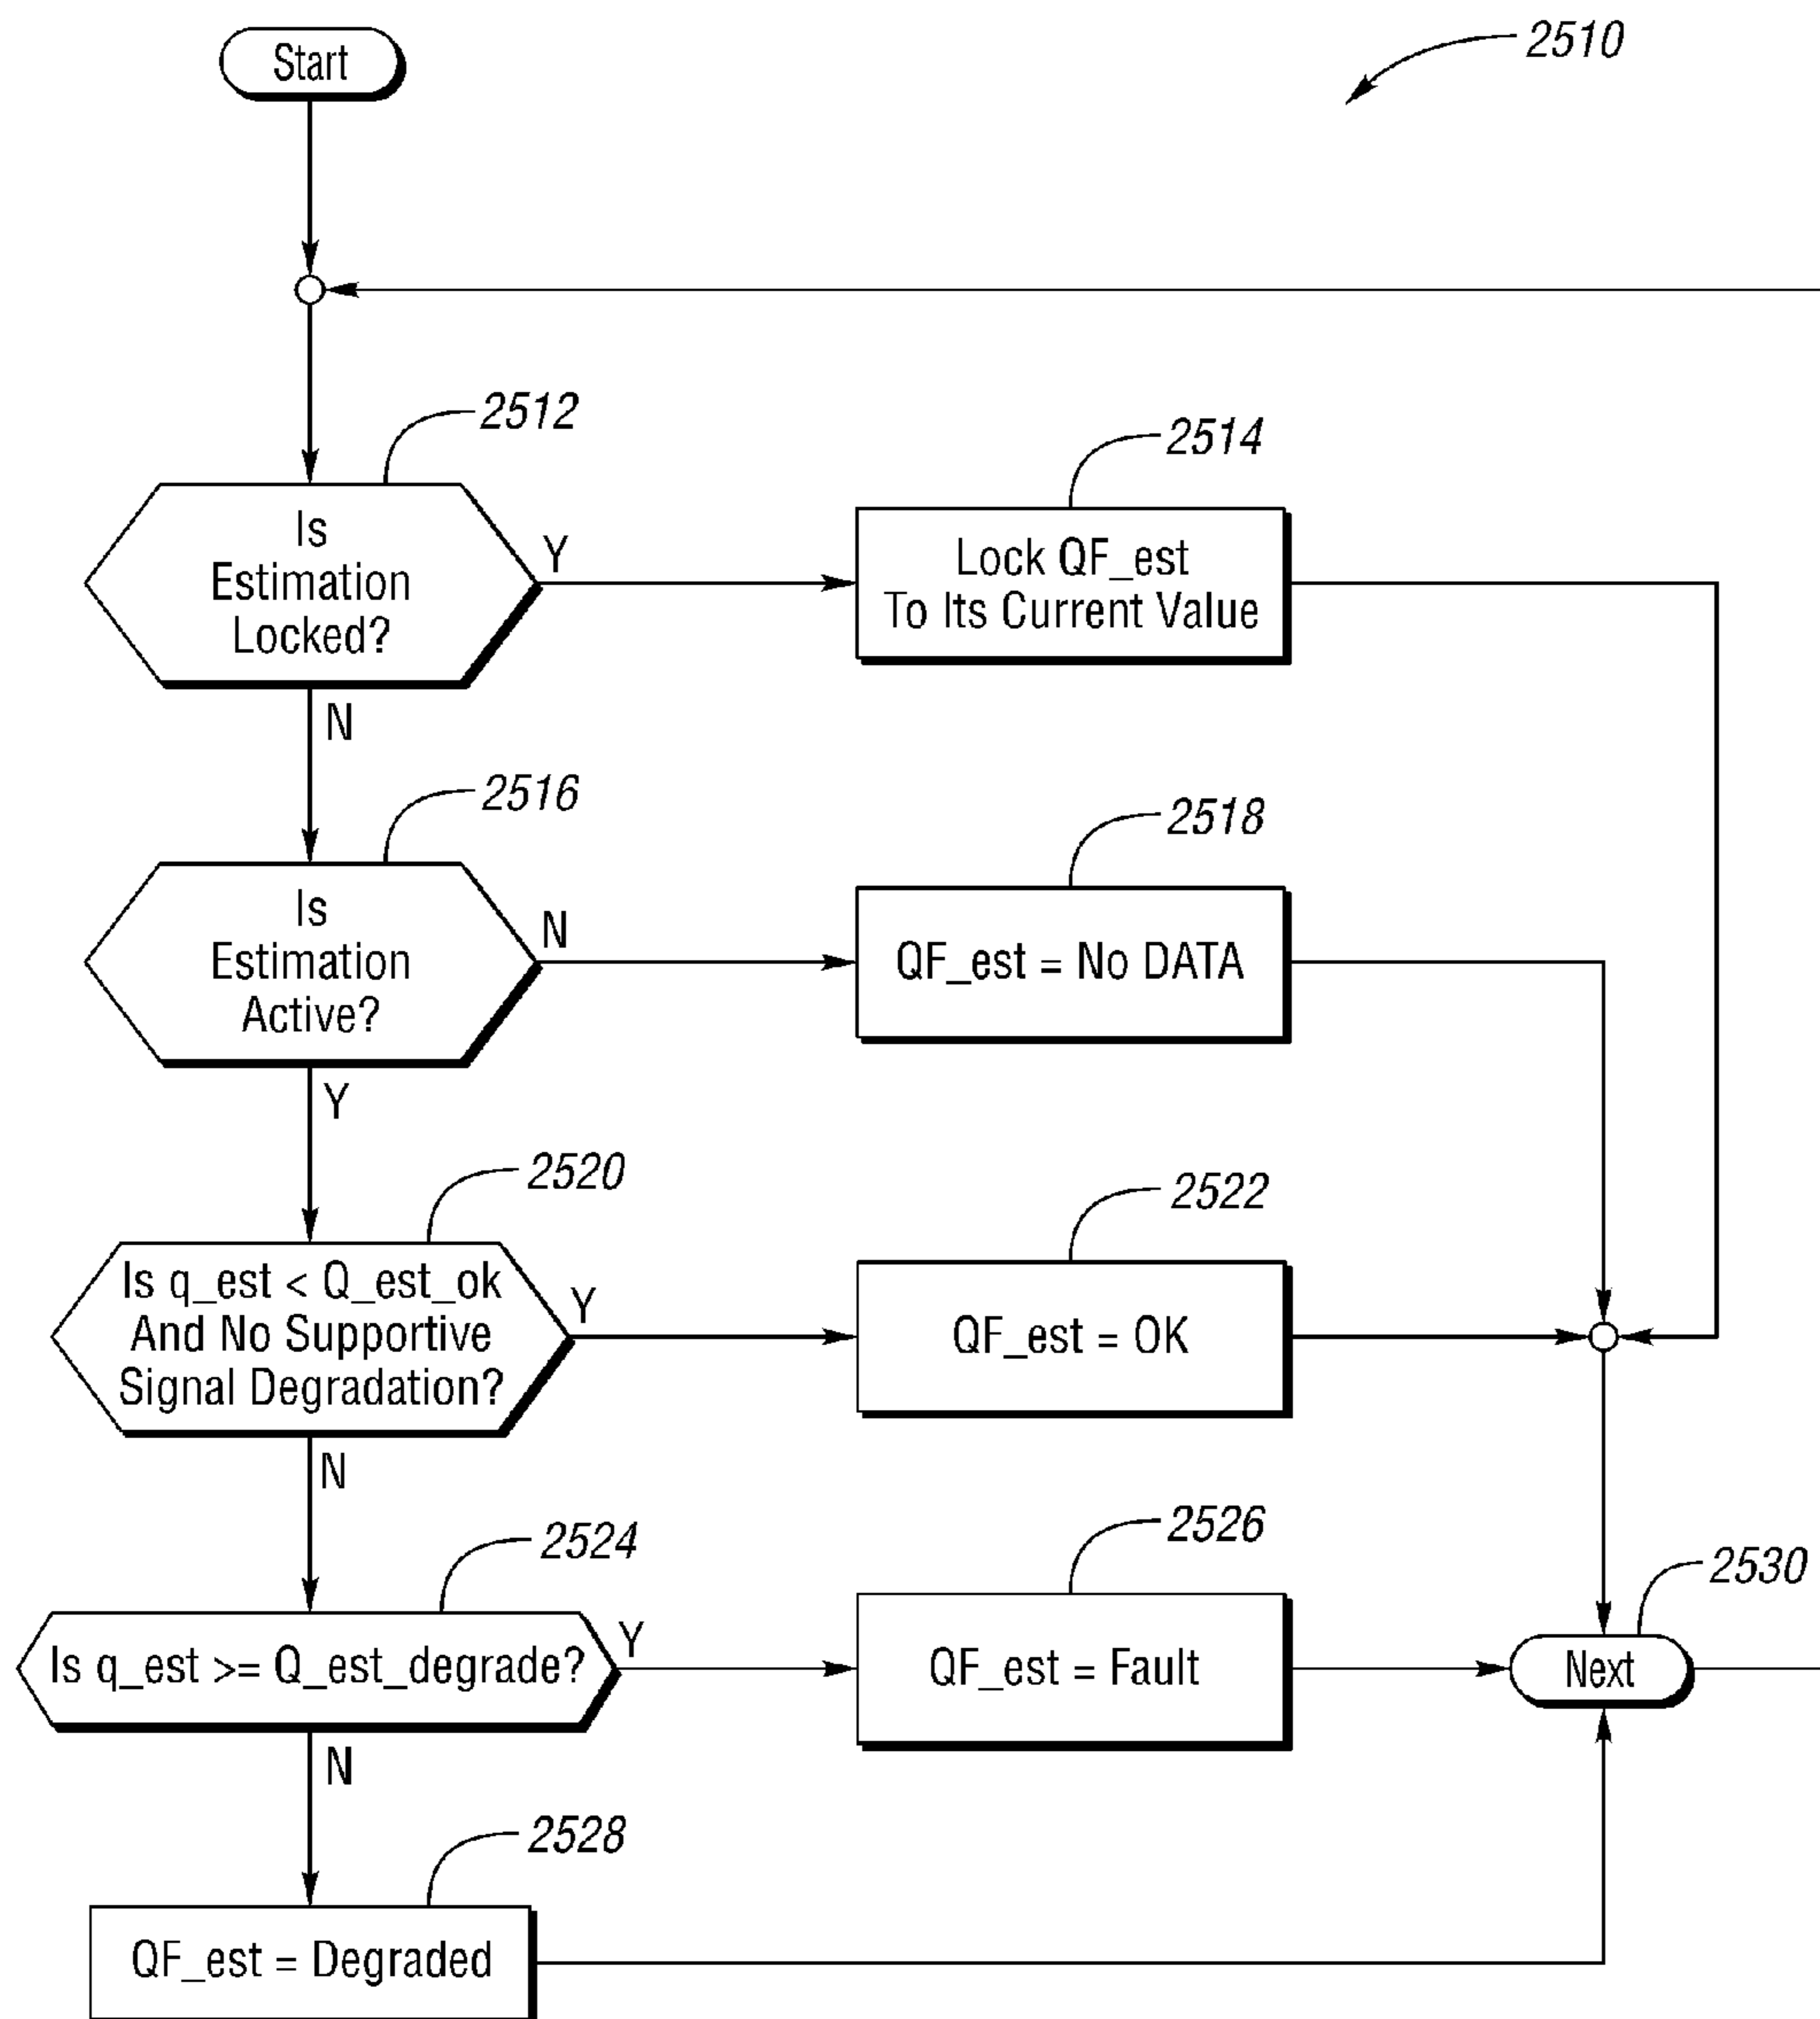 Start
2510
2512
Is
Estimation
Locked?
Y
N
2514
Lock QF_est
To Its Current Value
2516
Is
Estimation
Active?
N
Y
2518
QF_est = No DATA
2520
Is q_est < Q_est_ok
And No Supportive
Signal Degradation?
Y
N
2522
QF_est = OK
2524
Is q_est >= Q_est_degrade?
Y
N
2526
QF_est = Fault
2530
Next
2528
QF_est = Degraded